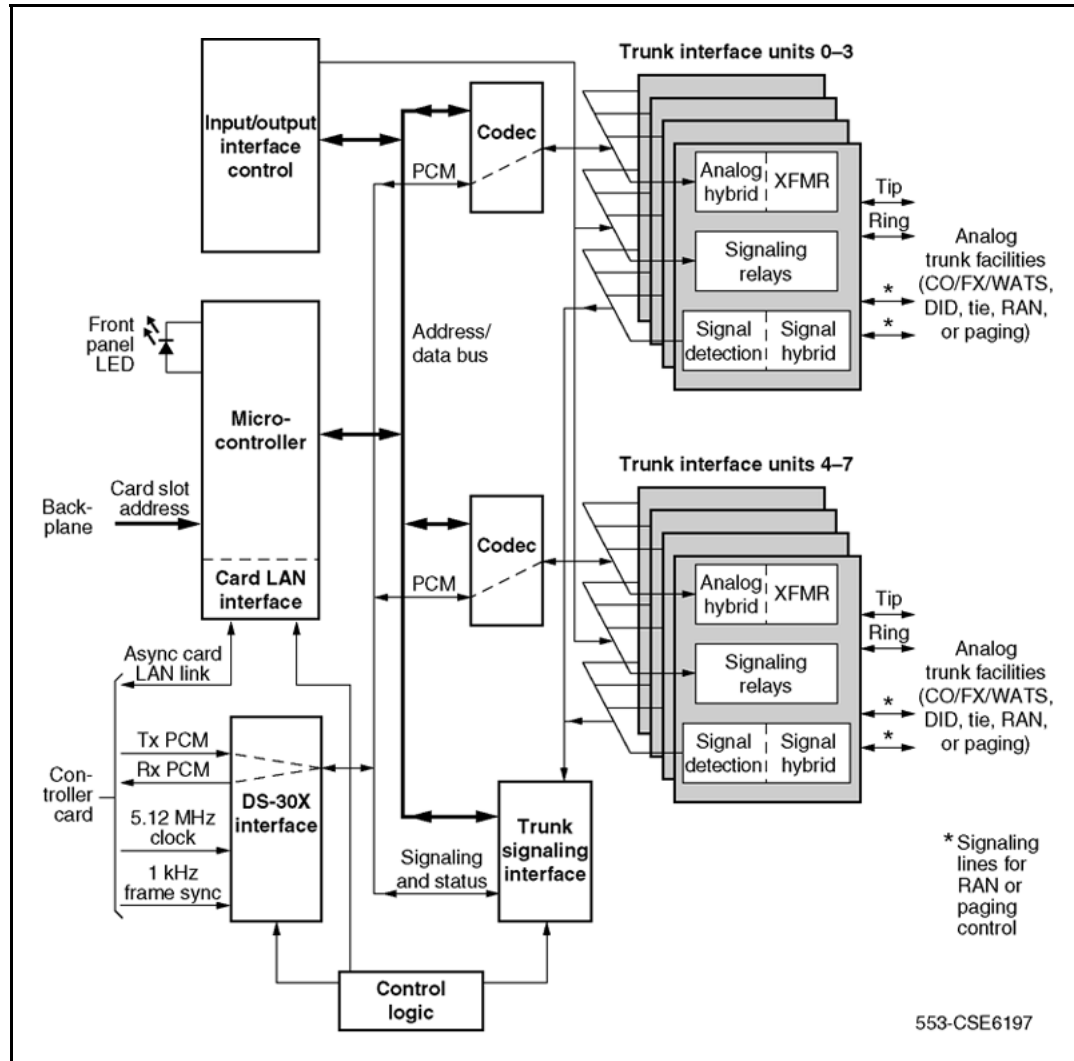 Trunk interface units 0–3
Input/output
interface
control
Codec
PCM
Analog
hybrid
XFMR
Tip
Ring
Signaling
relays
Analog
trunk facilities
(CO/FX/WATS,
DID, tie, RAN,
or paging)
*
*
Signal
detection
Signal
hybrid
Front
panel
LED
Address/
data bus
Micro-
controller
Trunk interface units 4–7
Back-
plane
Card slot
address
Codec
PCM
Card LAN
interface
Analog
hybrid
XFMR
Tip
Ring
Signaling
relays
Analog
trunk facilities
(CO/FX/WATS,
DID, tie, RAN,
or paging)
*
*
Signal
detection
Signal
hybrid
Async card
LAN link
Con-
troller
card
Tx PCM
Rx PCM
5.12 MHz
clock
1 kHz
frame sync
DS-30X
interface
Signaling
and status
Trunk
signaling
interface
* Signaling
lines for
RAN or
paging
control
Control
logic
553-CSE6197